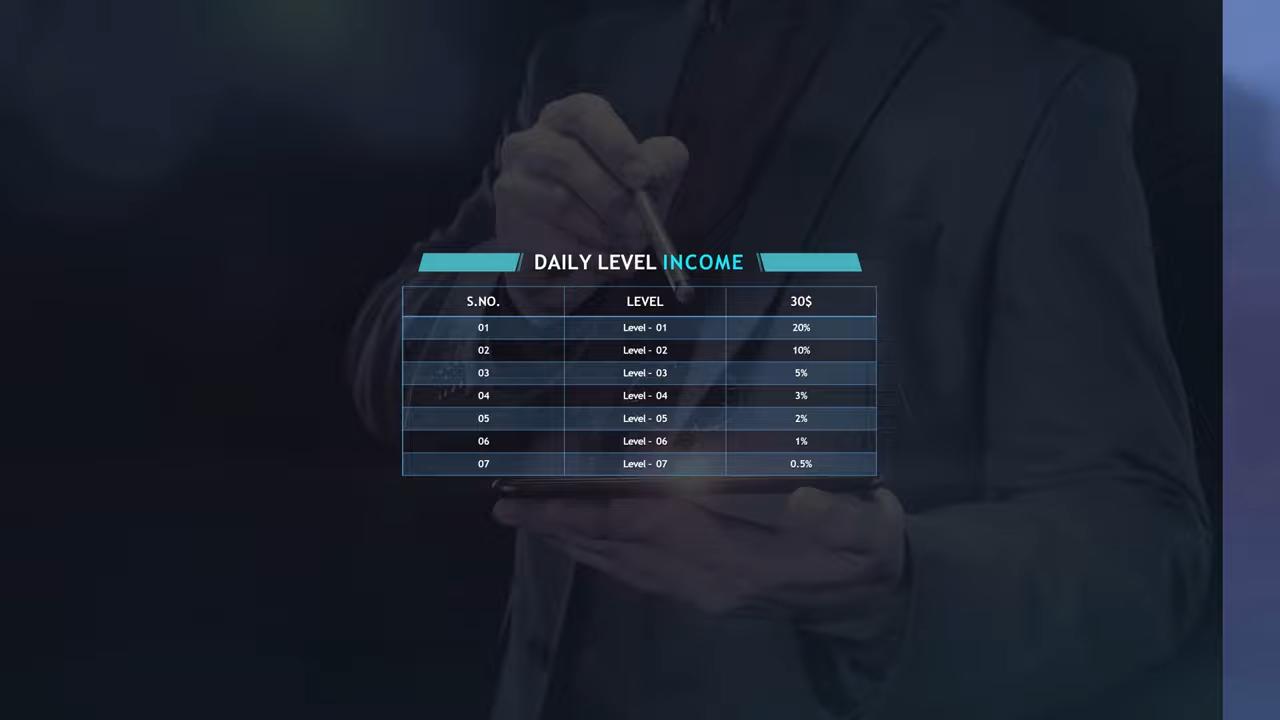 DAILY LEVEL INCOME
S.NO. LEVEL 30$
01 Level - 01 20%
02 Level - 02 10%
03 Level - 03 5%
04 Level - 04 3%
05 Level - 05 2%
06 Level - 06 1%
07 Level - 07 0.5%